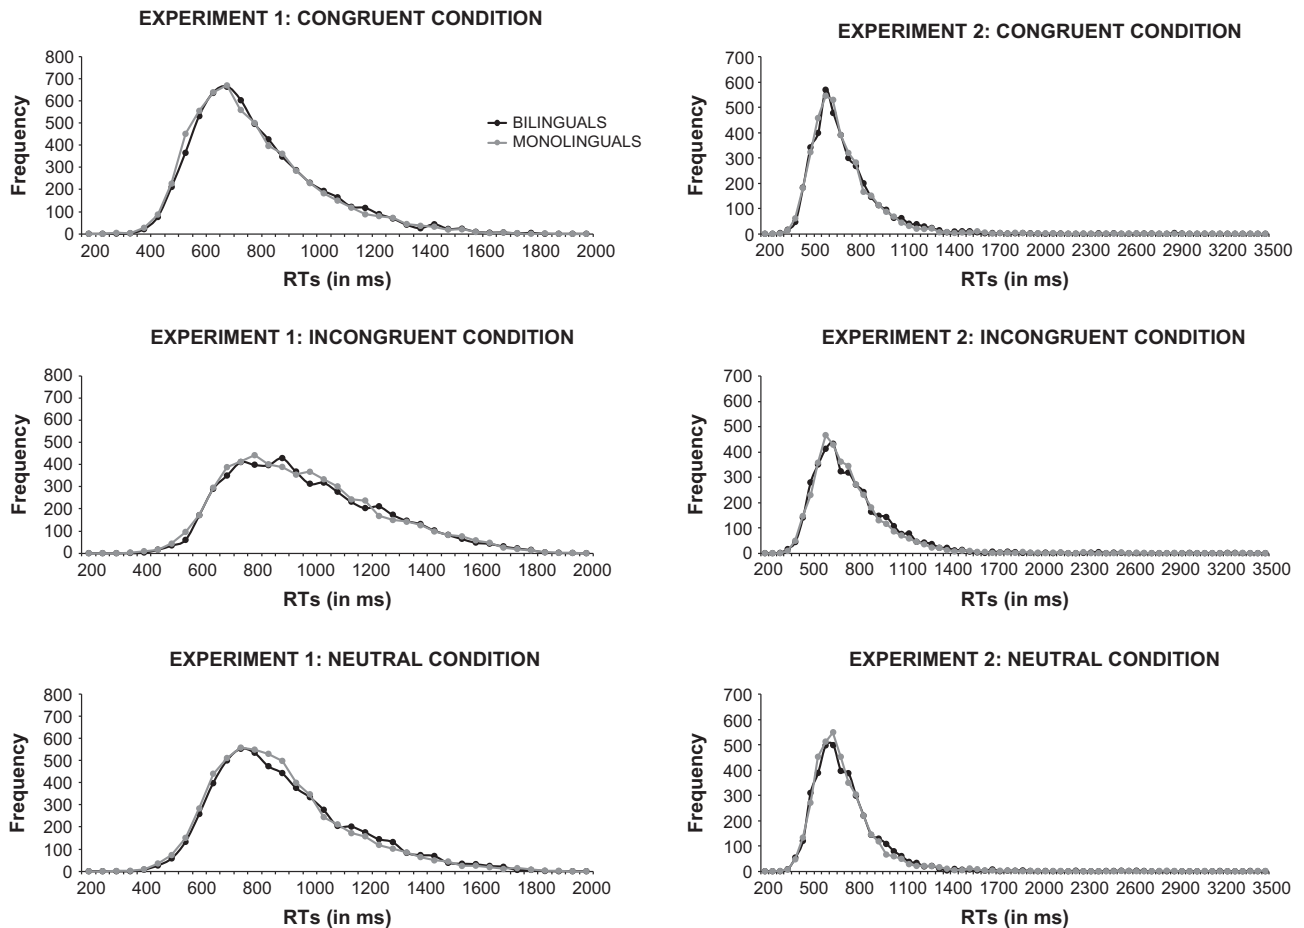 EXPERIMENT 1: CONGRUENT CONDITION
800
700
600
500
400
300
200
100
0
Frequency
BILINGUALS
MONOLINGUALS
200 400 600 800 1000 1200 1400 1600 2000
RTs (in ms)
EXPERIMENT 2: CONGRUENT CONDITION
700
600
500
400
300
200
100
0
Frequency
200 500 800 1100 1400 1700 2000 2300 2600 2900 3200 3500
RTs (in ms)
EXPERIMENT 1: INCONGRUENT CONDITION
800
700
600
500
400
300
200
100
0
Frequency
200 400 600 800 1000 1200 1400 1600 2000
RTs (in ms)
EXPERIMENT 2: INCONGRUENT CONDITION
700
600
500
400
300
200
100
0
Frequency
200 500 800 1100 1400 1700 2000 2300 2600 2900 3200 3500
RTs (in ms)
EXPERIMENT 1: NEUTRAL CONDITION
800
700
600
500
400
300
200
100
0
Frequency
200 400 600 800 1000 1200 1400 1600 2000
RTs (in ms)
EXPERIMENT 2: NEUTRAL CONDITION
700
600
500
400
300
200
100
0
Frequency
200 500 800 1100 1400 1700 2000 2300 2600 2900 3200 3500
RTs (in ms)